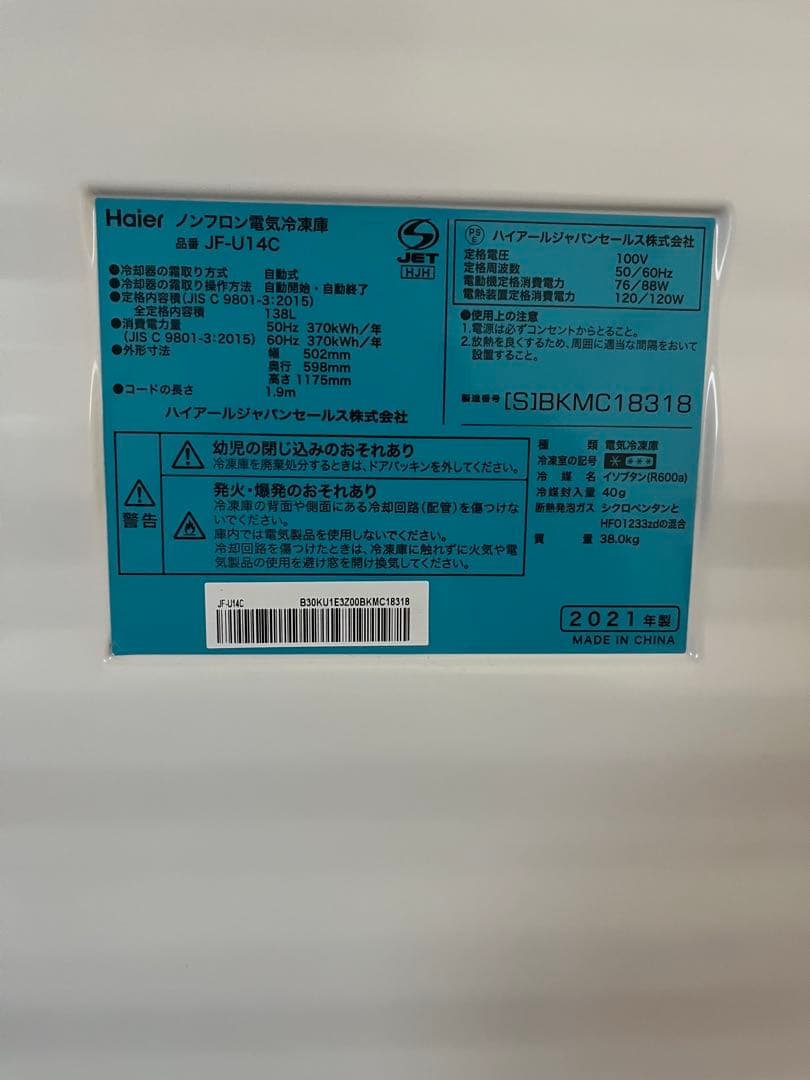 Haier ノンフロン電気冷凍庫
品番 JF-U14C
●冷却器の霜取り方式 自動式
●冷却器の霜取り操作方法 自動開始・自動終了
●定格内容積(JIS C 9801-3:2015)
全定格内容積 138L
●消費電力量 50Hz 370kWh/年
(JIS C 9801-3:2015) 60Hz 370kWh/年
●外形寸法 幅 502mm
奥行 598mm
高さ 1175mm
●コードの長さ 1.9m
ハイアールジャパンセールス株式会社
S
JET
HJH
PS
E
ハイアールジャパンセールス株式会社
定格電圧 100V
定格周波数 50/60Hz
電動機定格消費電力 76/88W
電熱装置定格消費電力 120/120W
●使用上の注意
1.電源は必ずコンセントからとること。
2.放熱を良くするため、周囲に適当な間隔をおいて
設置すること。
製造番号 [S]BKMC18318
警告
幼児の閉じ込みのおそれあり
冷凍庫を廃棄処分するときは、ドアパッキンを外してください。
発火・爆発のおそれあり
冷凍庫の背面や側面にある冷却回路(配管)を傷つけな
いでください。
庫内では電気製品を使用しないでください。
冷却回路を傷つけたときは、冷凍庫に触れずに火気や電
気製品の使用を避け窓を開け換気してください。
種類 電気冷凍庫
冷凍室の記号 ****
冷媒名 イソブタン(R600a)
冷媒封入量 40g
断熱発泡ガス シクロペンタンと
HFO1233zdの混合
質量 38.0kg
JF-U14C B30KU1E3Z00BKMC18318
2021年製
MADE IN CHINA